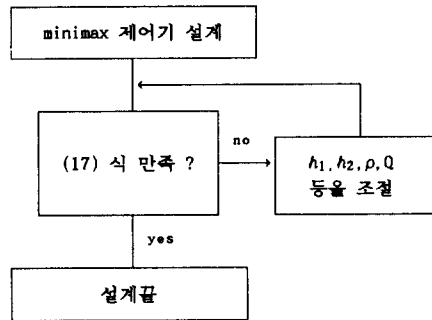 minimax 제어기 설계
(17) 식 만족 ?
no
h₁, h₂, ρ, Q
등을 조절
yes
설계끝